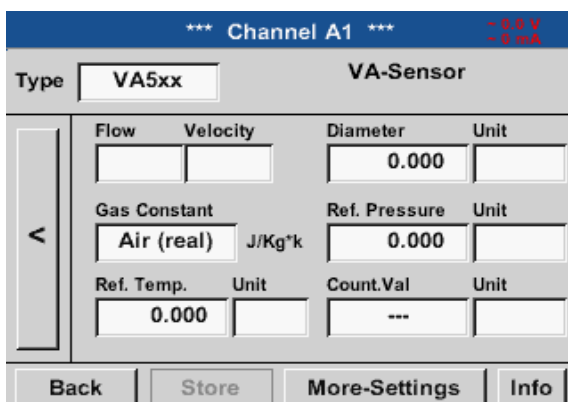 *** Channel A1 ***
~ 0.0 V
~ 0 mA
Type VA5xx VA-Sensor
Flow Velocity Diameter Unit
0.000
Gas Constant Ref. Pressure Unit
< Air (real) J/Kg*k 0.000
Ref. Temp. Unit Count.Val Unit
0.000 ---
Back Store More-Settings Info